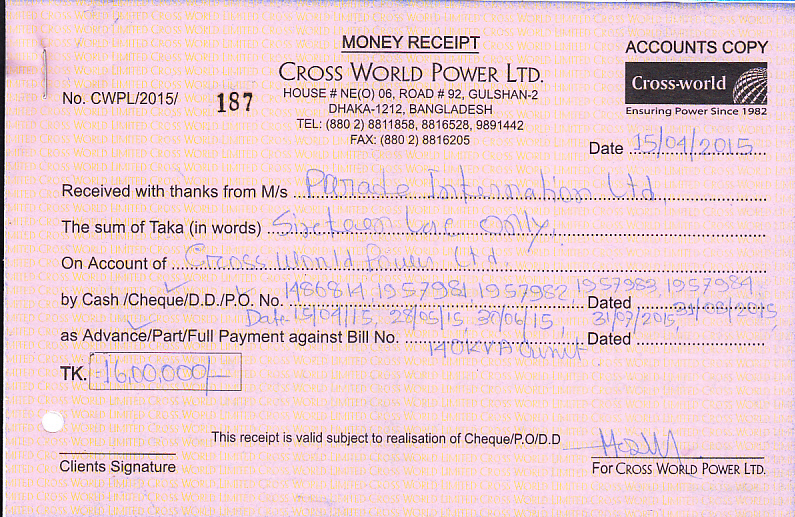 MONEY RECEIPT
ACCOUNTS COPY
CROSS WORLD POWER LTD.
HOUSE # NE(O) 06, ROAD # 92, GULSHAN-2
DHAKA-1212, BANGLADESH
TEL: (880 2) 8811858, 8816528, 9891442
FAX: (880 2) 8816205
Cross-world
Ensuring Power Since 1982
No. CWPL/2015/ 187
Date 15/04/2015
Received with thanks from M/s Parade Internation Ltd.
The sum of Taka (in words) Sixteen Lac Only.
On Account of Cross World Power Ltd.
by Cash /Cheque/D.D./P.O. No. 1486814, 1957981, 1957982, 1957983, 1957984 Dated
Date 15/04/15, 28/05/15, 30/06/15, 31/07/2015, 31/08/2015,
as Advance/Part/Full Payment against Bill No. 140KVA Dated
TK. 16,00,000/-
This receipt is valid subject to realisation of Cheque/P.O/D.D
Clients Signature
For CROSS WORLD POWER LTD.